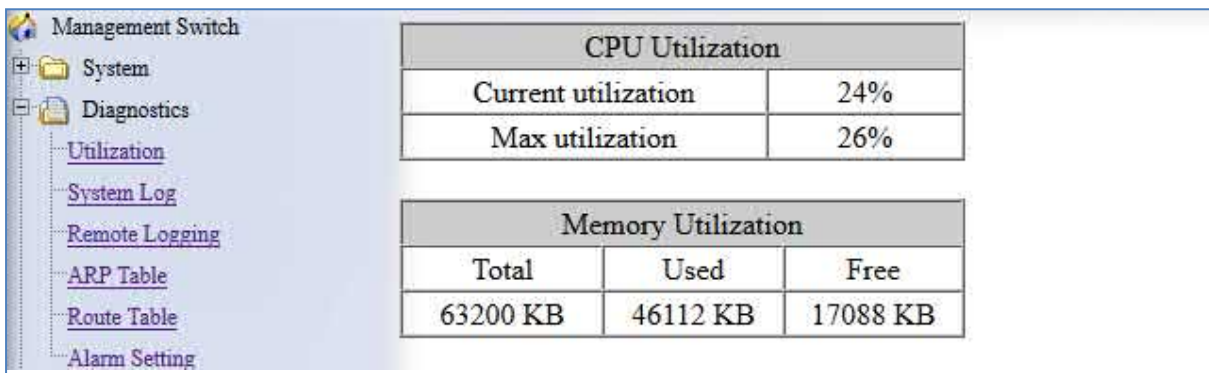 Management Switch
System
Diagnostics
Utilization
System Log
Remote Logging
ARP Table
Route Table
Alarm Setting
CPU Utilization
Current utilization 24%
Max utilization 26%
Memory Utilization
Total Used Free
63200 KB 46112 KB 17088 KB